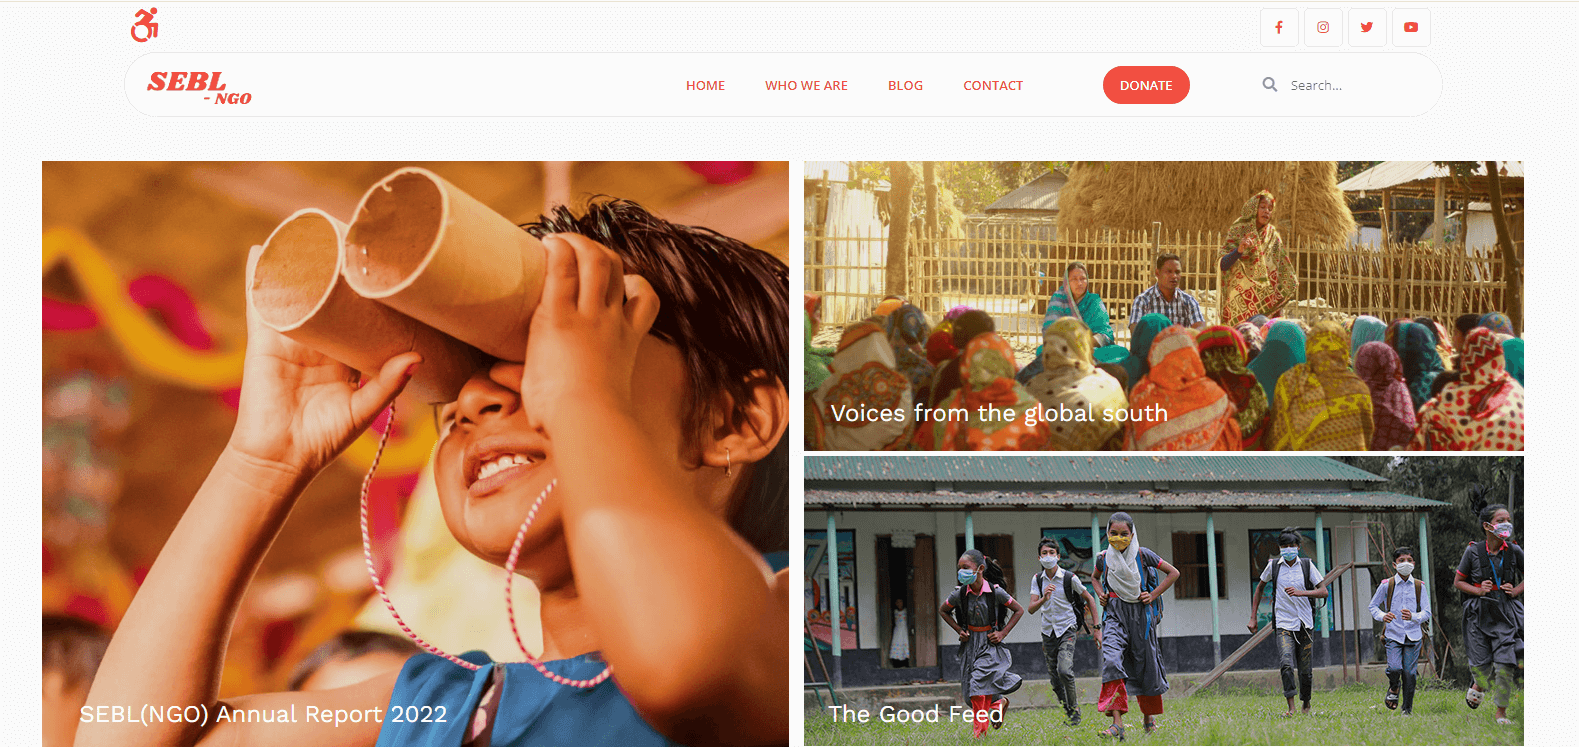 SEBL
- NGO
HOME
WHO WE ARE
BLOG
CONTACT
DONATE
Search...
SEBL(NGO) Annual Report 2022
Voices from the global south
The Good Feed